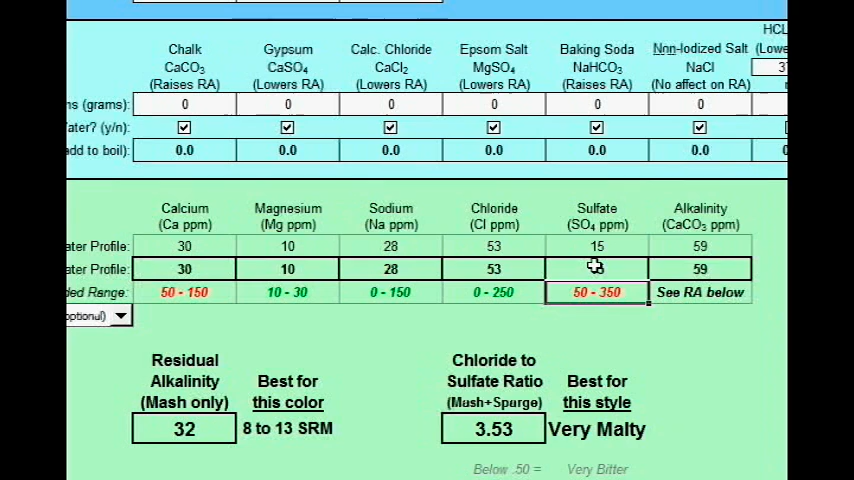 HCL
Chalk Gypsum Calc. Chloride Epsom Salt Baking Soda Non-Iodized Salt (Lowe
CaCO3 CaSO4 CaCl2 MgSO4 NaHCO3 NaCl 3
(Raises RA) (Lowers RA) (Lowers RA) (Lowers RA) (Raises RA) (No affect on RA)
ns (grams): 0 0 0 0 0 0
ater? (y/n)
add to boil): 0.0 0.0 0.0 0.0 0.0 0.0 0.
Calcium Magnesium Sodium Chloride Sulfate Alkalinity
(Ca ppm) (Mg ppm) (Na ppm) (Cl ppm) (SO4 ppm) (CaCO3 ppm)
ater Profile: 30 10 28 53 15 59
ater Profile: 30 10 28 53 59
ded Range: 50 - 150 10 - 30 0 - 150 0 - 250 50 - 350 See RA below
optional)
Residual Chloride to
Alkalinity Best for Sulfate Ratio Best for
(Mash only) this color (Mash+Sparge) this style
32 8 to 13 SRM 3.53 Very Malty
Below .50 = Very Bitter